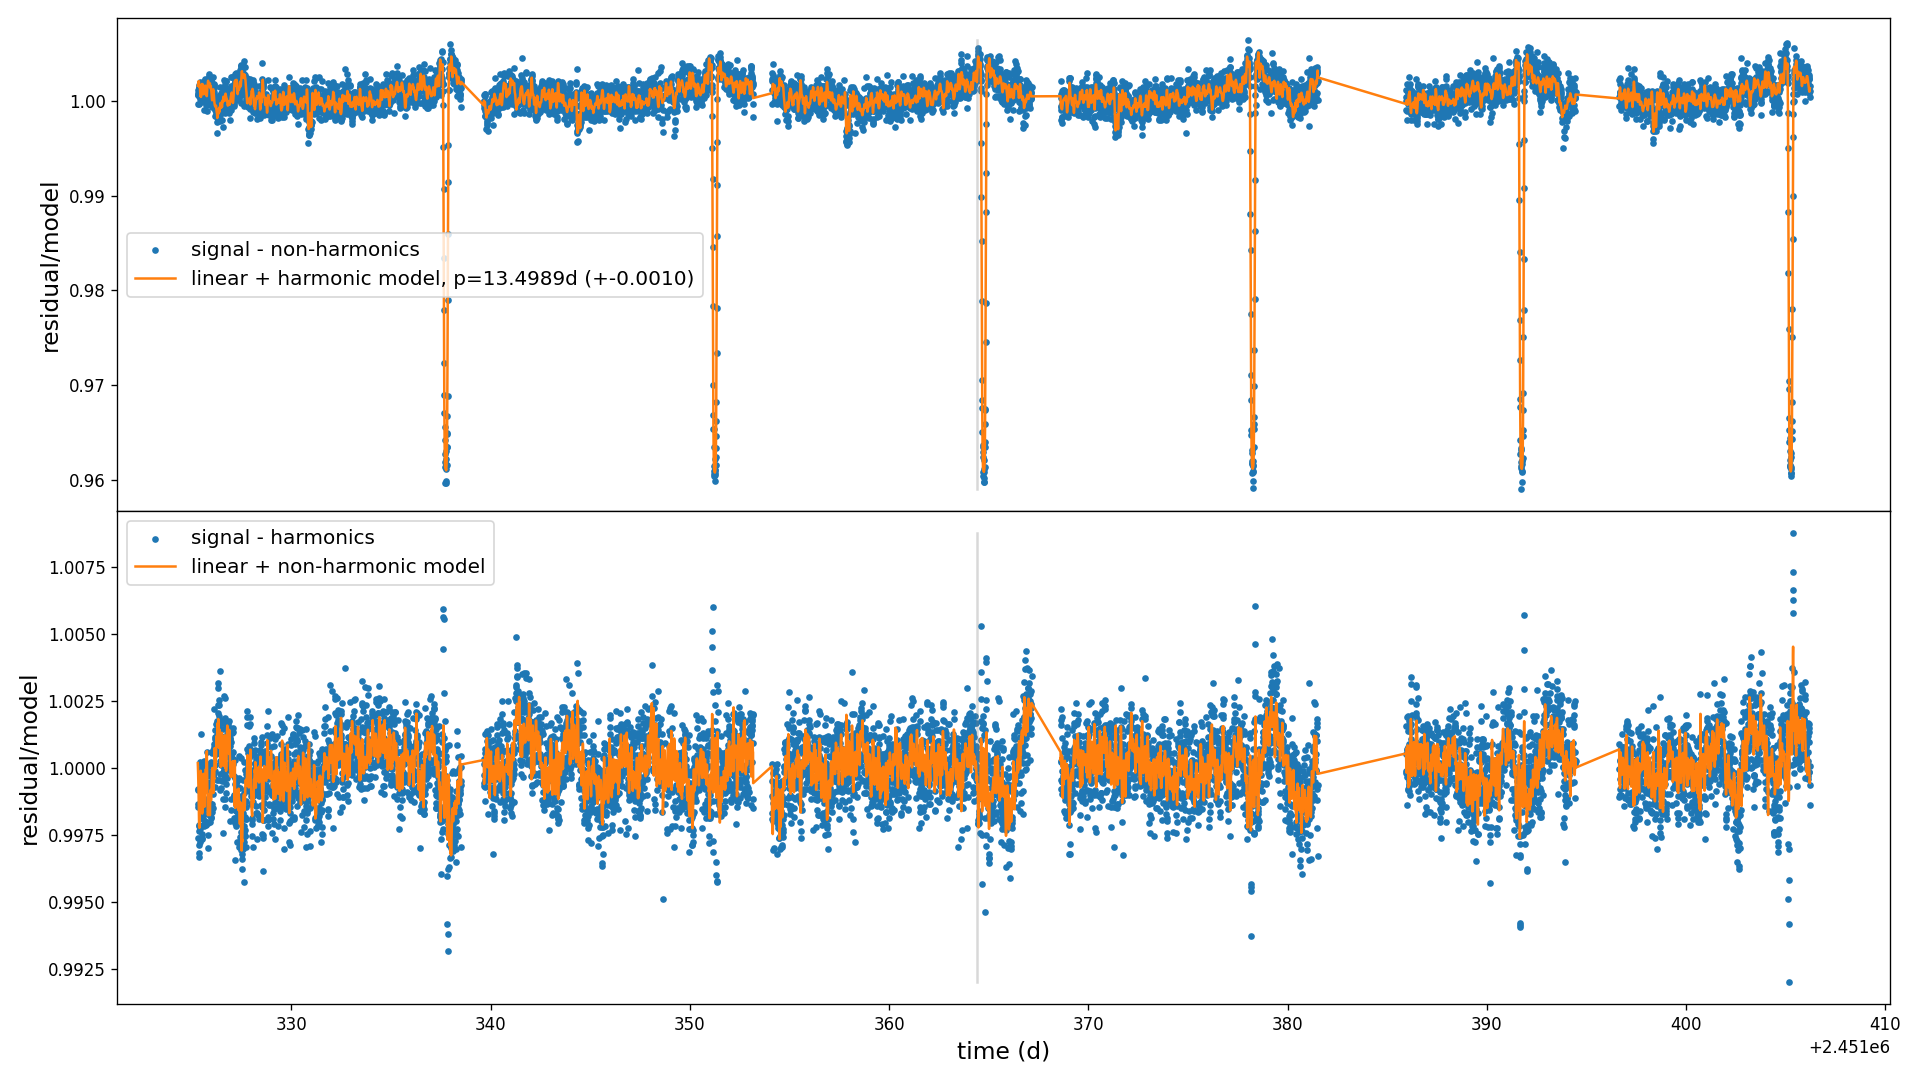 residual/model
1.00
0.99
0.98
0.97
0.96
signal - non-harmonics
linear + harmonic model, p=13.4989d (+-0.0010)
residual/model
1.0075
1.0050
1.0025
1.0000
0.9975
0.9950
0.9925
signal - harmonics
linear + non-harmonic model
330 340 350 360 370 380 390 400 410
time (d)
+2.451e6